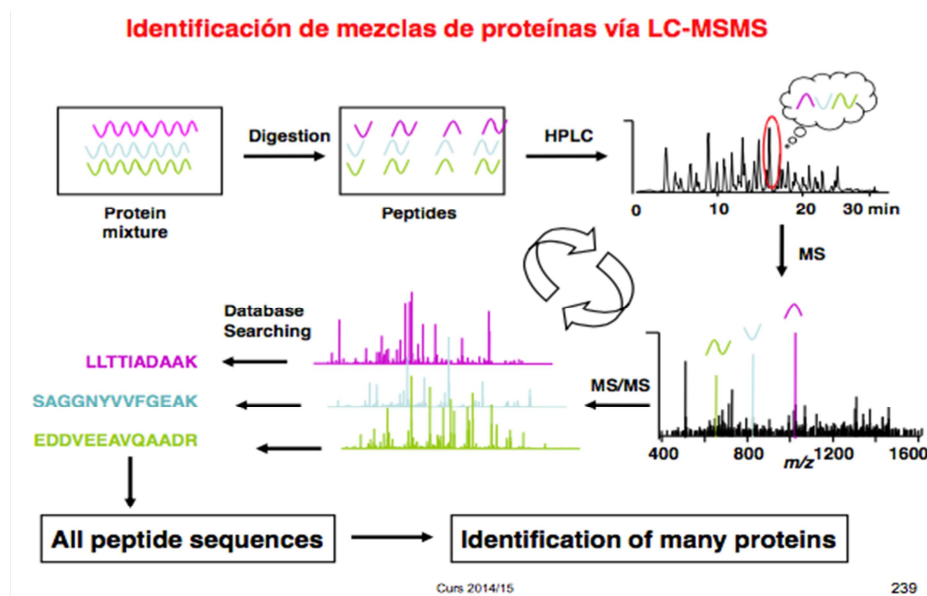 Identificación de mezclas de proteínas vía LC-MSMS
Digestion
HPLC
Protein
mixture
Peptides
0 10 20 30 min
MS
Database
Searching
LLTTIADAAK
SAGGNYVVFGEAK
EDDVEEAVQAADR
MS/MS
400 800 1200 1600
m/z
All peptide sequences
Identification of many proteins
Curs 2014/15
239